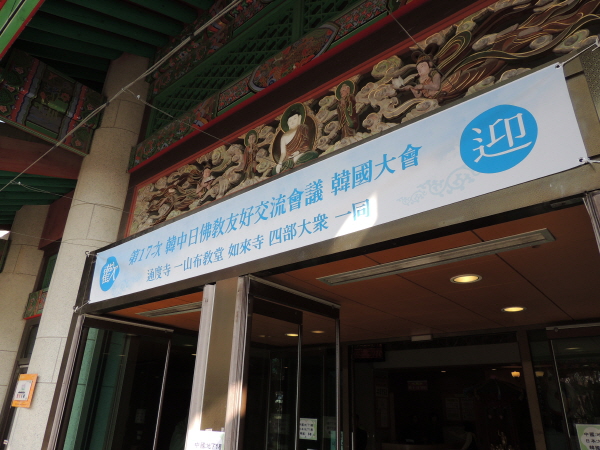 歡
第17次 韓中日佛敎友好交流會議 韓國大會
通度寺 一山布敎堂 如來寺 四部大衆 一同
迎